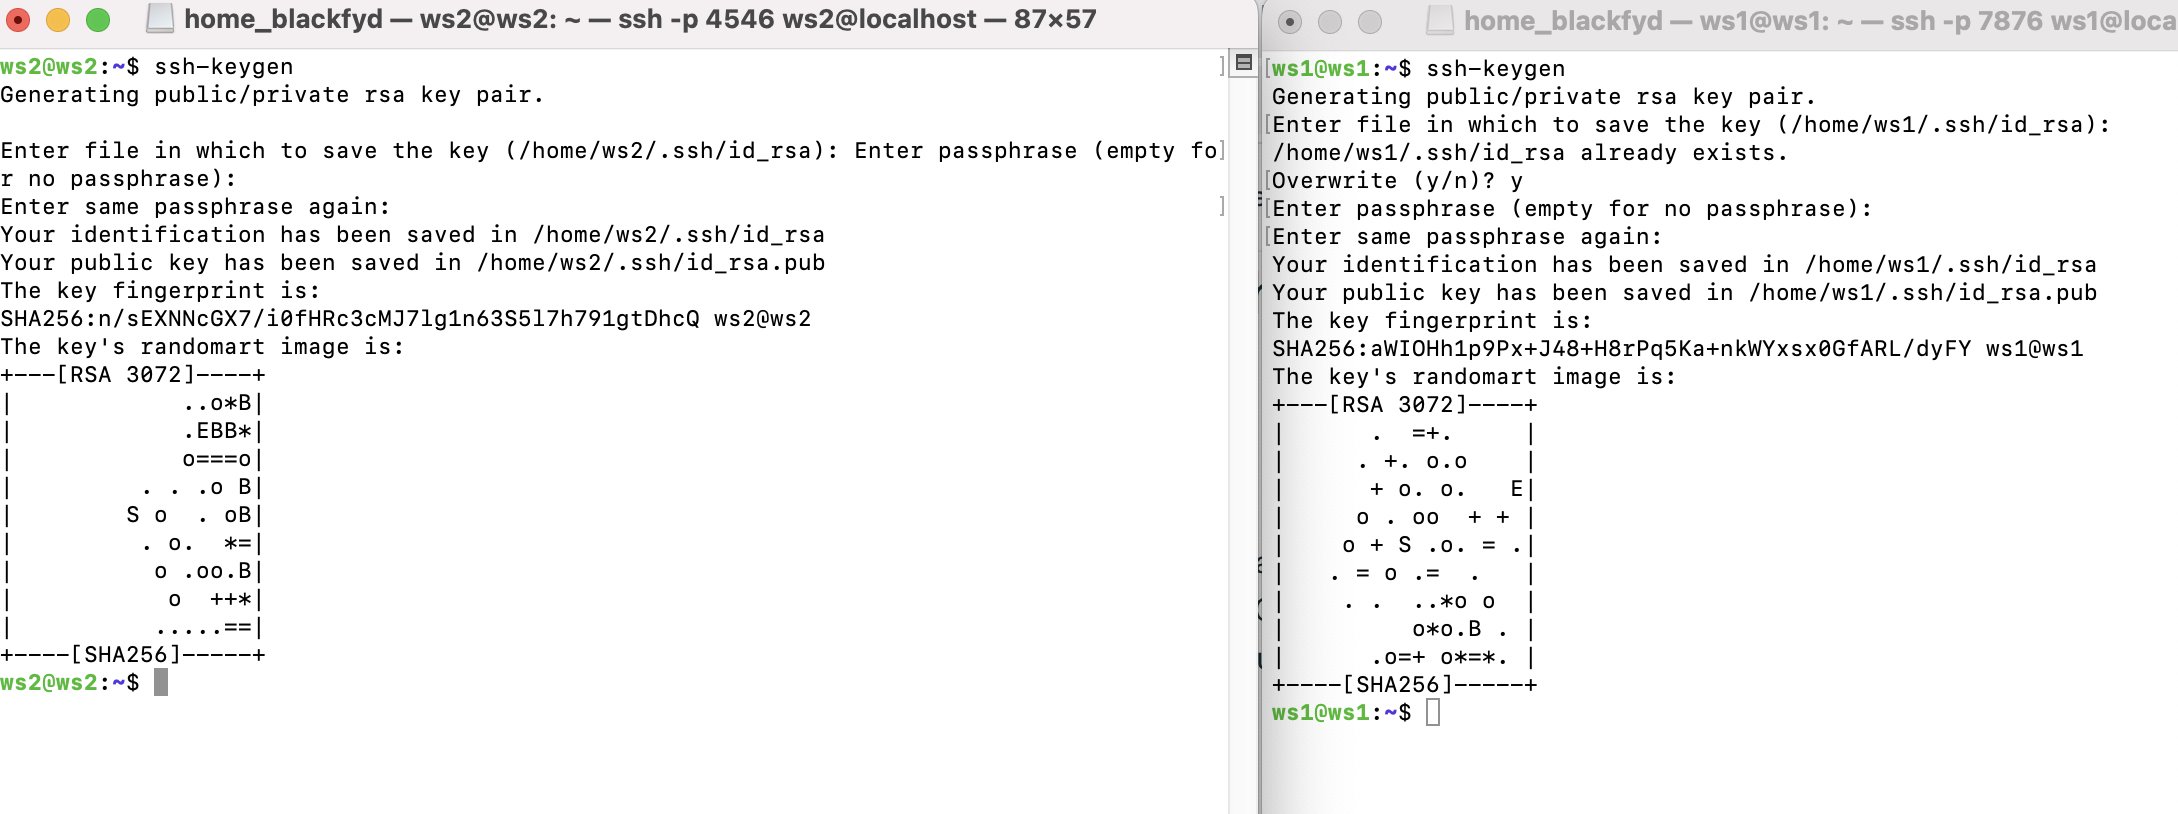 home_blackfyd — ws2@ws2: ~ — ssh -p 4546 ws2@localhost — 87×57
ws2@ws2:~$ ssh-keygen
Generating public/private rsa key pair.

Enter file in which to save the key (/home/ws2/.ssh/id_rsa): Enter passphrase (empty fo
r no passphrase):
Enter same passphrase again:
Your identification has been saved in /home/ws2/.ssh/id_rsa
Your public key has been saved in /home/ws2/.ssh/id_rsa.pub
The key fingerprint is:
SHA256:n/sEXNNcGX7/i0fHRc3cMJ7lg1n63S5l7h791gtDhcQ ws2@ws2
The key's randomart image is:
+---[RSA 3072]----+
|            ..o*B|
|            .EBB*|
|            o===o|
|         . . .o B|
|        S o  . oB|
|         . o.  *=|
|          o .oo.B|
|           o  ++*|
|          .....==|
+----[SHA256]-----+
ws2@ws2:~$
home_blackfyd — ws1@ws1: ~ — ssh -p 7876 ws1@loca
ws1@ws1:~$ ssh-keygen
Generating public/private rsa key pair.
Enter file in which to save the key (/home/ws1/.ssh/id_rsa):
/home/ws1/.ssh/id_rsa already exists.
Overwrite (y/n)? y
Enter passphrase (empty for no passphrase):
Enter same passphrase again:
Your identification has been saved in /home/ws1/.ssh/id_rsa
Your public key has been saved in /home/ws1/.ssh/id_rsa.pub
The key fingerprint is:
SHA256:aWIOHh1p9Px+J48+H8rPq5Ka+nkWYxsx0GfARL/dyFY ws1@ws1
The key's randomart image is:
+---[RSA 3072]----+
|      .  =+.     |
|     . +. o.o    |
|      + o. o.   E|
|     o . oo  + + |
|    o + S .o. = .|
|   . = o .=  .   |
|    . .  ..*o o  |
|         o*o.B . |
|      .o=+ o*=*. |
+----[SHA256]-----+
ws1@ws1:~$